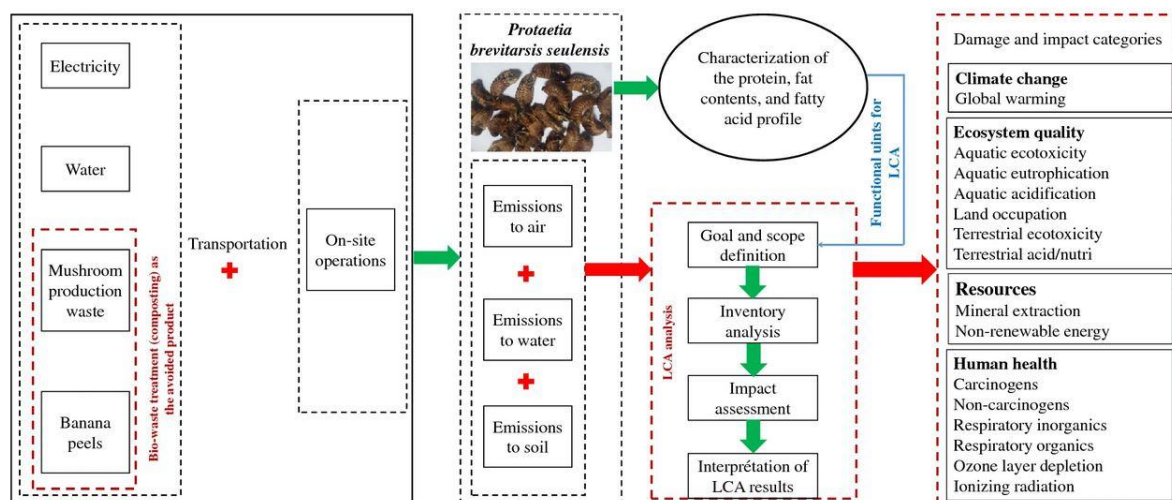 Electricity
Water
Mushroom
production
waste
Banana
peels
Bio-waste treatment (composting) as
the avoided product
Transportation
On-site
operations
Protaetia
brevitarsis seulensis
Emissions
to air
Emissions
to water
Emissions
to soil
Characterization of
the protein, fat
contents, and fatty
acid profile
Functional uints for
LCA
LCA analysis
Goal and scope
definition
Inventory
analysis
Impact
assessment
Interprétation of
LCA results
Damage and impact categories
Climate change
Global warming
Ecosystem quality
Aquatic ecotoxicity
Aquatic eutrophication
Aquatic acidification
Land occupation
Terrestrial ecotoxicity
Terrestrial acid/nutri
Resources
Mineral extraction
Non-renewable energy
Human health
Carcinogens
Non-carcinogens
Respiratory inorganics
Respiratory organics
Ozone layer depletion
Ionizing radiation